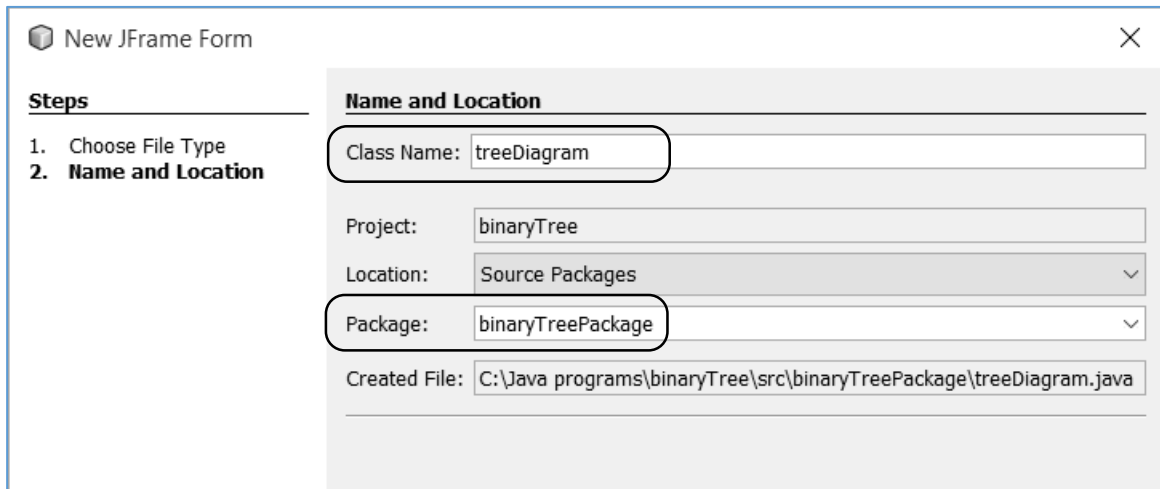 New JFrame Form
Steps
1. Choose File Type
2. Name and Location
Name and Location
Class Name: treeDiagram
Project: binaryTree
Location: Source Packages
Package: binaryTreePackage
Created File: C:\Java programs\binaryTree\src\binaryTreePackage\treeDiagram.java